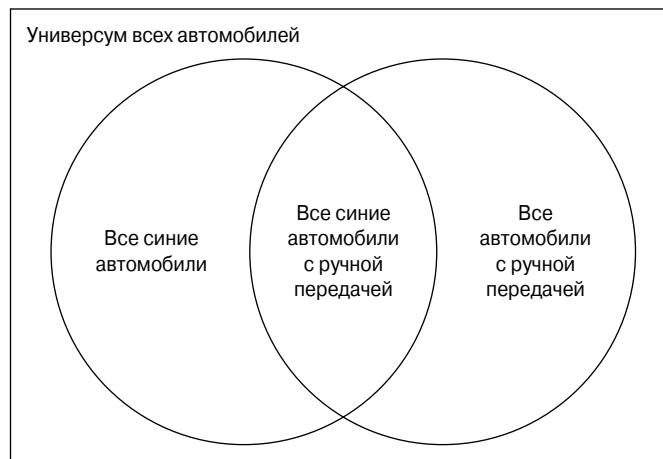 Универсум всех автомобилей
Все синие
автомобили
Все синие
автомобили
с ручной
передачей
Все
автомобили
с ручной
передачей